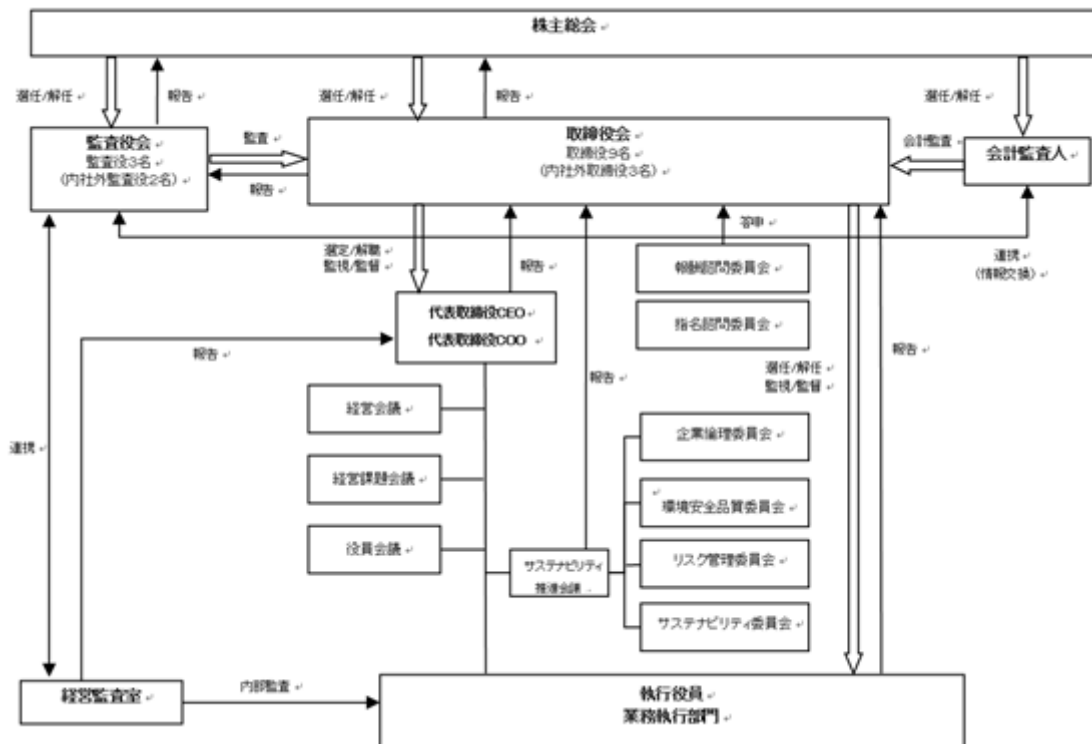 株主総会
選任/解任
報告
選任/解任
報告
選任/解任
監査役会
監査役3名
(内社外監査役2名)
監査
報告
取締役会
取締役9名
(内社外取締役3名)
会計監査
会計監査人
選定/解職
監視/監督
報告
答申
連携
(情報交換)
報酬諮問委員会
指名諮問委員会
代表取締役CEO
代表取締役COO
報告
報告
選任/解任
監視/監督
報告
連携
経営会議
経営課題会議
役員会議
サステナビリティ
推進会議
企業倫理委員会
環境安全品質委員会
リスク管理委員会
サステナビリティ委員会
経営監査室
内部監査
執行役員
業務執行部門